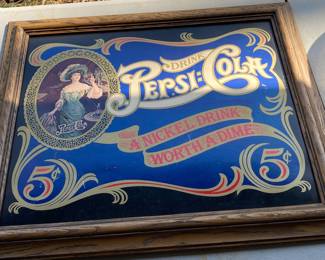 DRINK
PEPSI:COLA
A NICKEL DRINK
WORTH A DIME
5¢
5¢